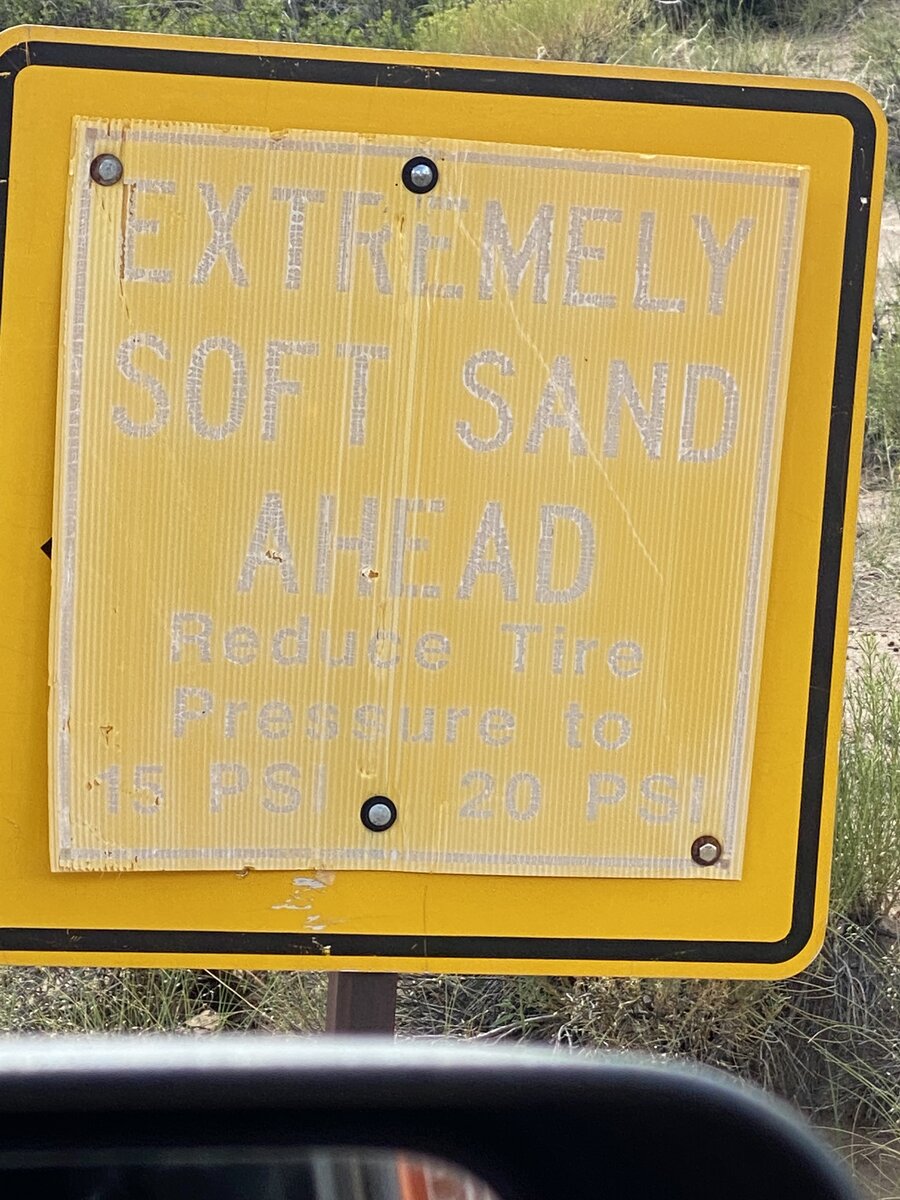 EXTREMELY
SOFT SAND
AHEAD
Reduce Tire
Pressure to
15 PSI 20 PSI